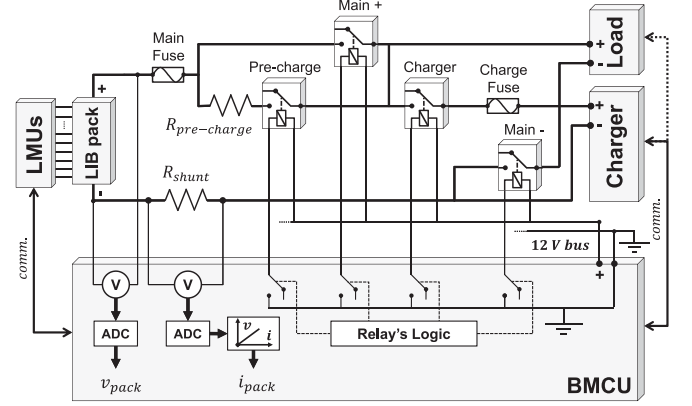 Main +
Main
Fuse
Pre-charge
Charger
Charge
Fuse
Load
+
-
R_pre-charge
+
LMUs
LIB pack
-
Main -
Charger
+
-
R_shunt
comm.
comm.
12 V bus
+
V
V
ADC
ADC
v
i
Relay's Logic
v_pack
i_pack
BMCU